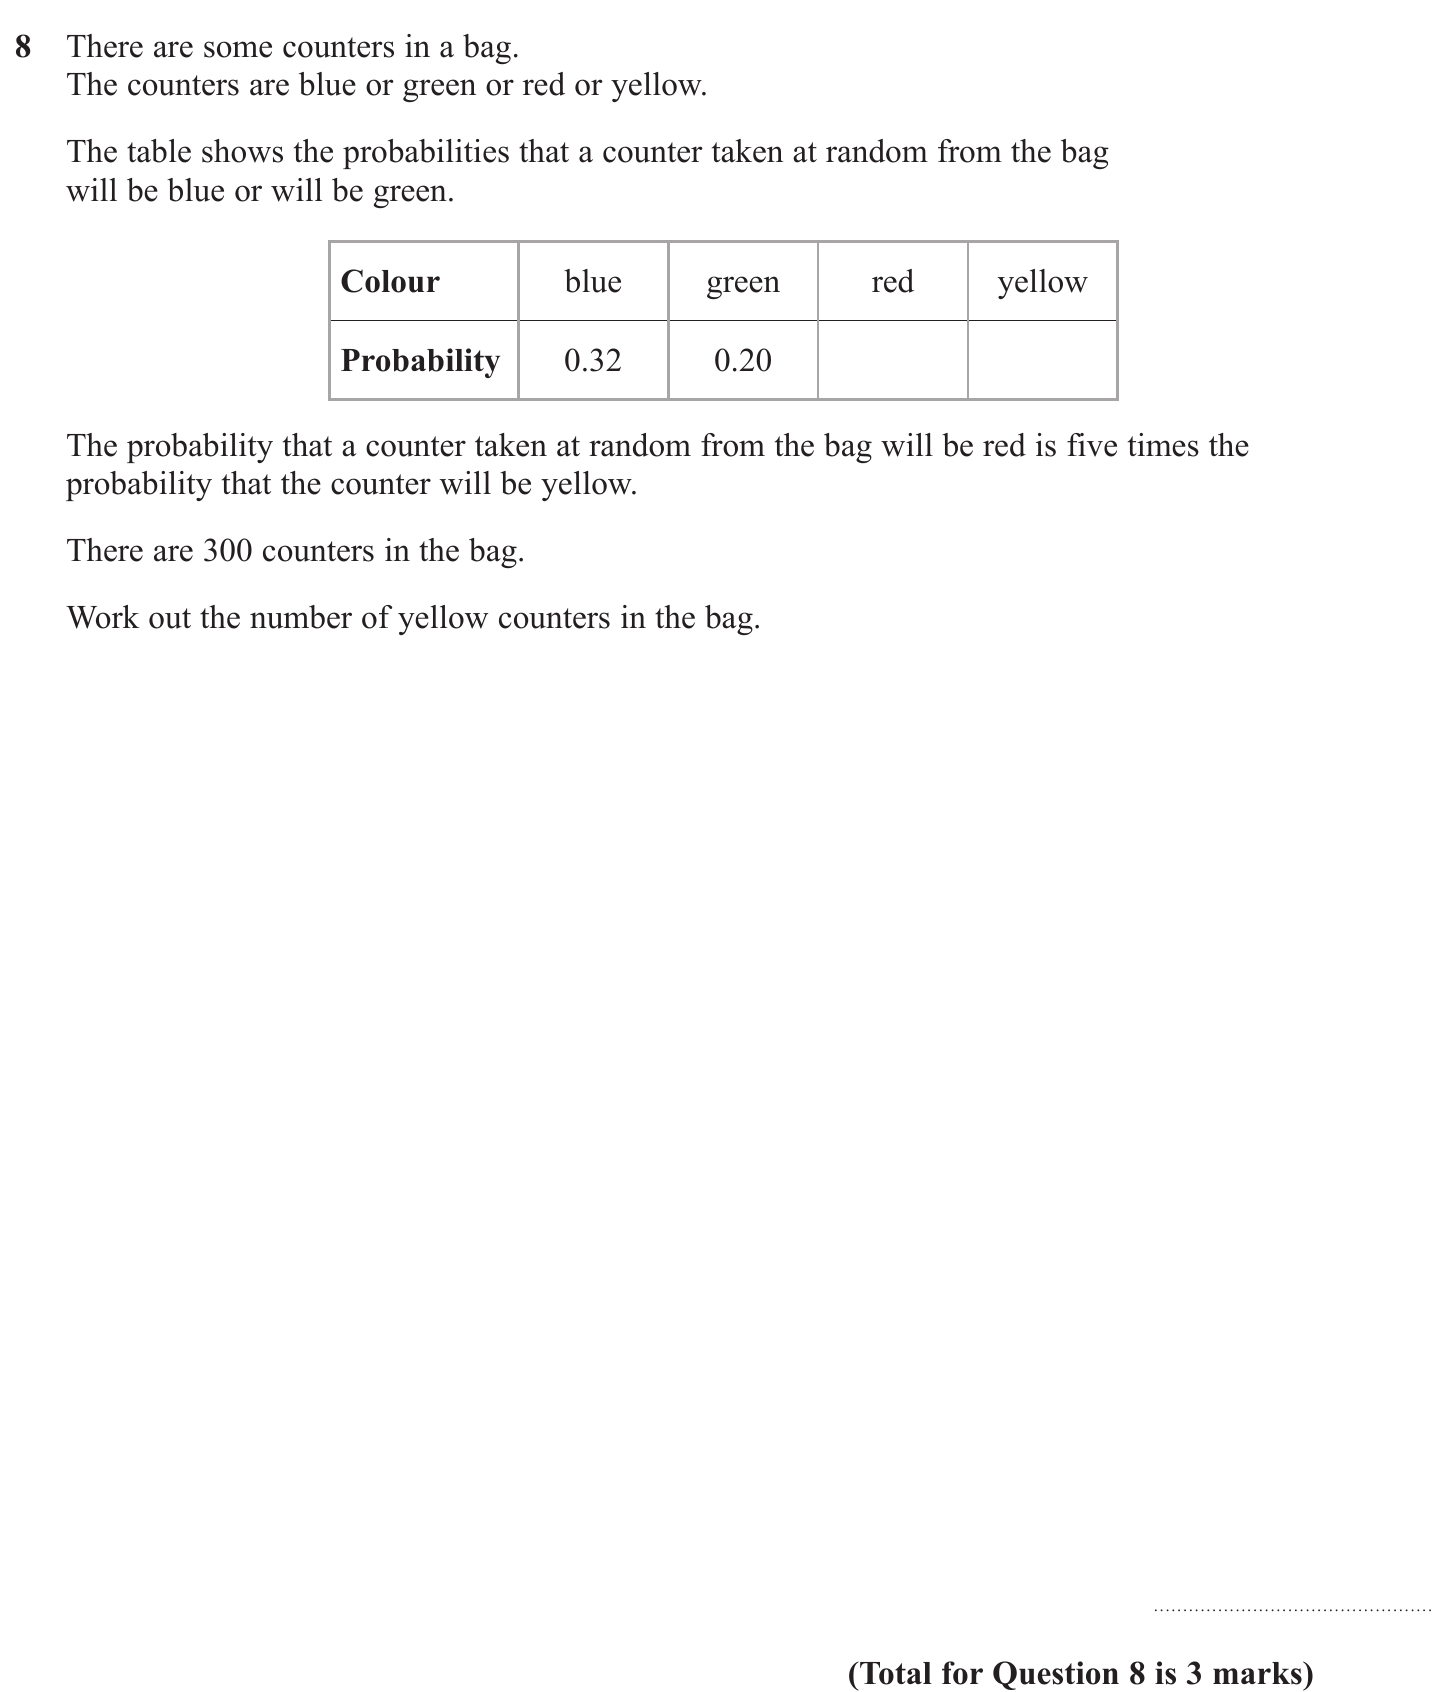 8 There are some counters in a bag.
The counters are blue or green or red or yellow.
The table shows the probabilities that a counter taken at random from the bag
will be blue or will be green.
Colour blue green red yellow
Probability 0.32 0.20
The probability that a counter taken at random from the bag will be red is five times the
probability that the counter will be yellow.
There are 300 counters in the bag.
Work out the number of yellow counters in the bag.
(Total for Question 8 is 3 marks)